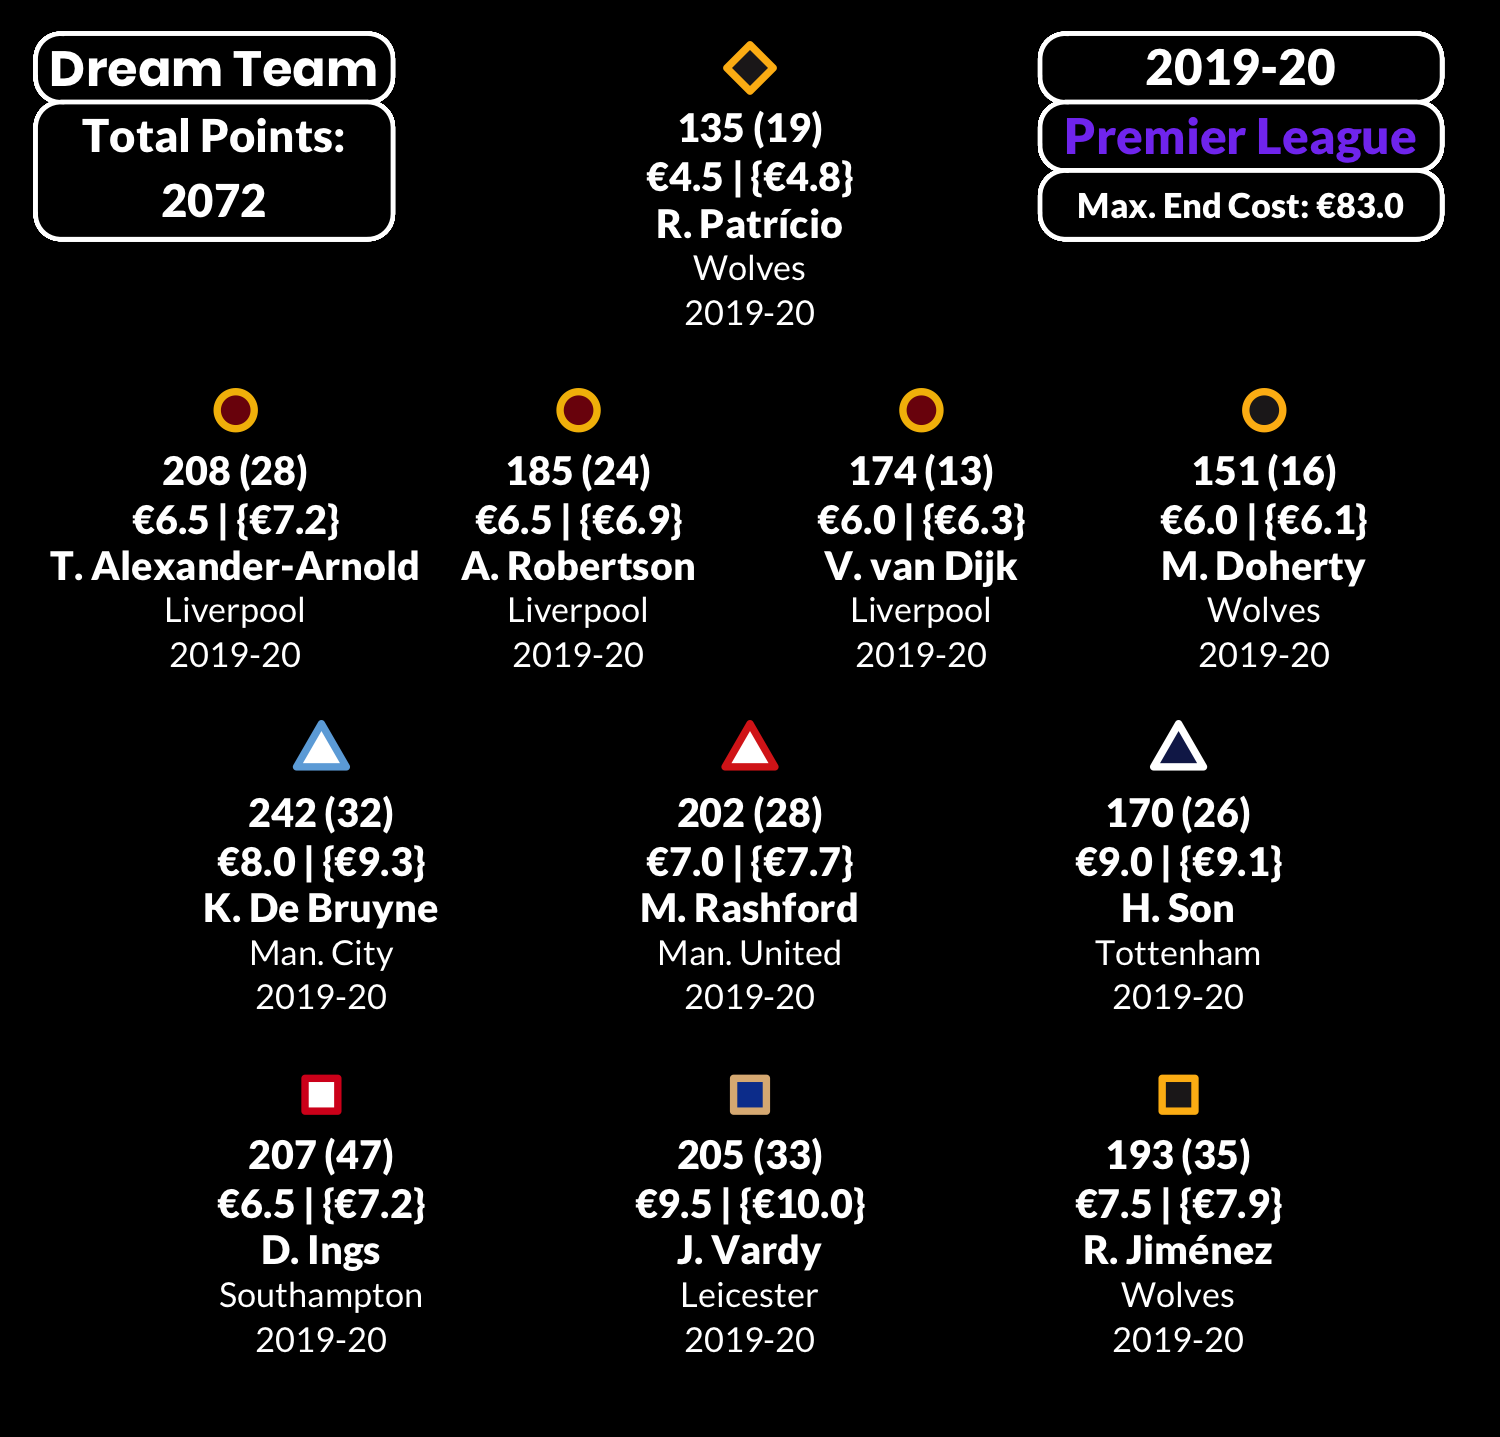 Dream Team
Total Points:
2072
2019-20
Premier League
Max. End Cost: €83.0
135 (19)
€4.5 | {€4.8}
R. Patrício
Wolves
2019-20
208 (28)
€6.5 | {€7.2}
T. Alexander-Arnold
Liverpool
2019-20
185 (24)
€6.5 | {€6.9}
A. Robertson
Liverpool
2019-20
174 (13)
€6.0 | {€6.3}
V. van Dijk
Liverpool
2019-20
151 (16)
€6.0 | {€6.1}
M. Doherty
Wolves
2019-20
242 (32)
€8.0 | {€9.3}
K. De Bruyne
Man. City
2019-20
202 (28)
€7.0 | {€7.7}
M. Rashford
Man. United
2019-20
170 (26)
€9.0 | {€9.1}
H. Son
Tottenham
2019-20
207 (47)
€6.5 | {€7.2}
D. Ings
Southampton
2019-20
205 (33)
€9.5 | {€10.0}
J. Vardy
Leicester
2019-20
193 (35)
€7.5 | {€7.9}
R. Jiménez
Wolves
2019-20